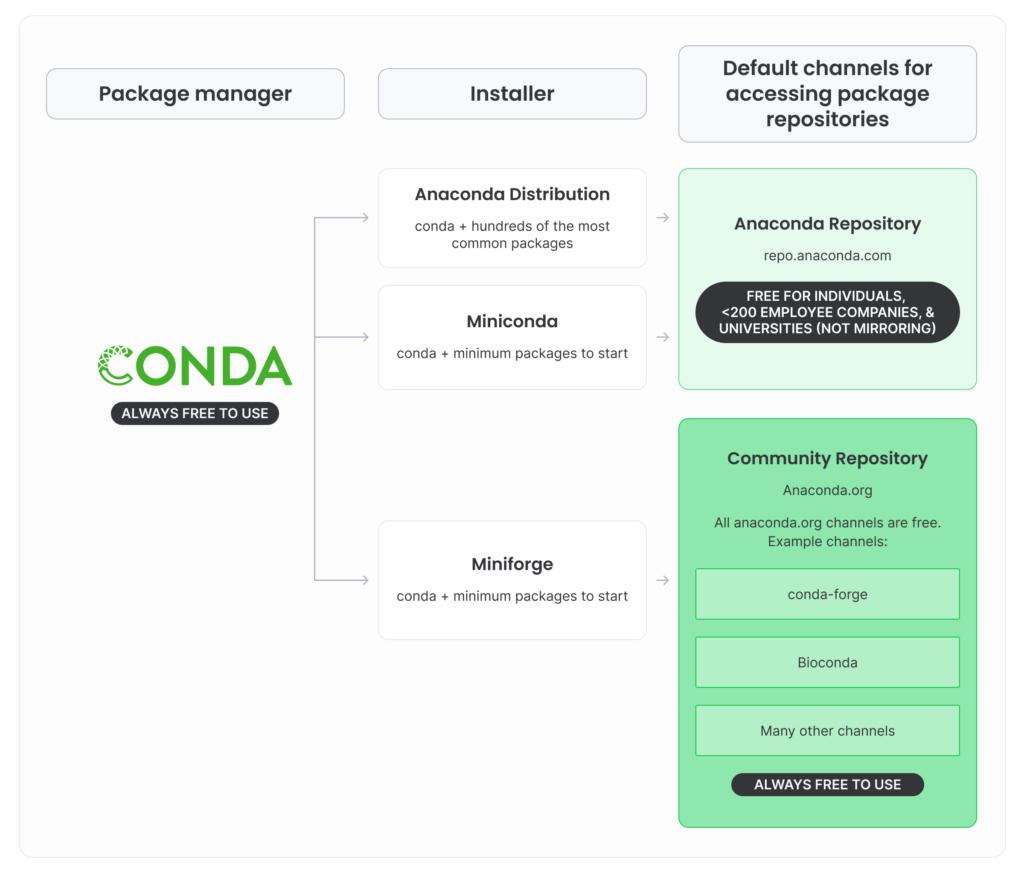 Package manager
Installer
Default channels for
accessing package
repositories
CONDA
ALWAYS FREE TO USE
Anaconda Distribution
conda + hundreds of the most
common packages
Miniconda
conda + minimum packages to start
Miniforge
conda + minimum packages to start
Anaconda Repository
repo.anaconda.com
FREE FOR INDIVIDUALS,
<200 EMPLOYEE COMPANIES, &
UNIVERSITIES (NOT MIRRORING)
Community Repository
Anaconda.org
All anaconda.org channels are free.
Example channels:
conda-forge
Bioconda
Many other channels
ALWAYS FREE TO USE